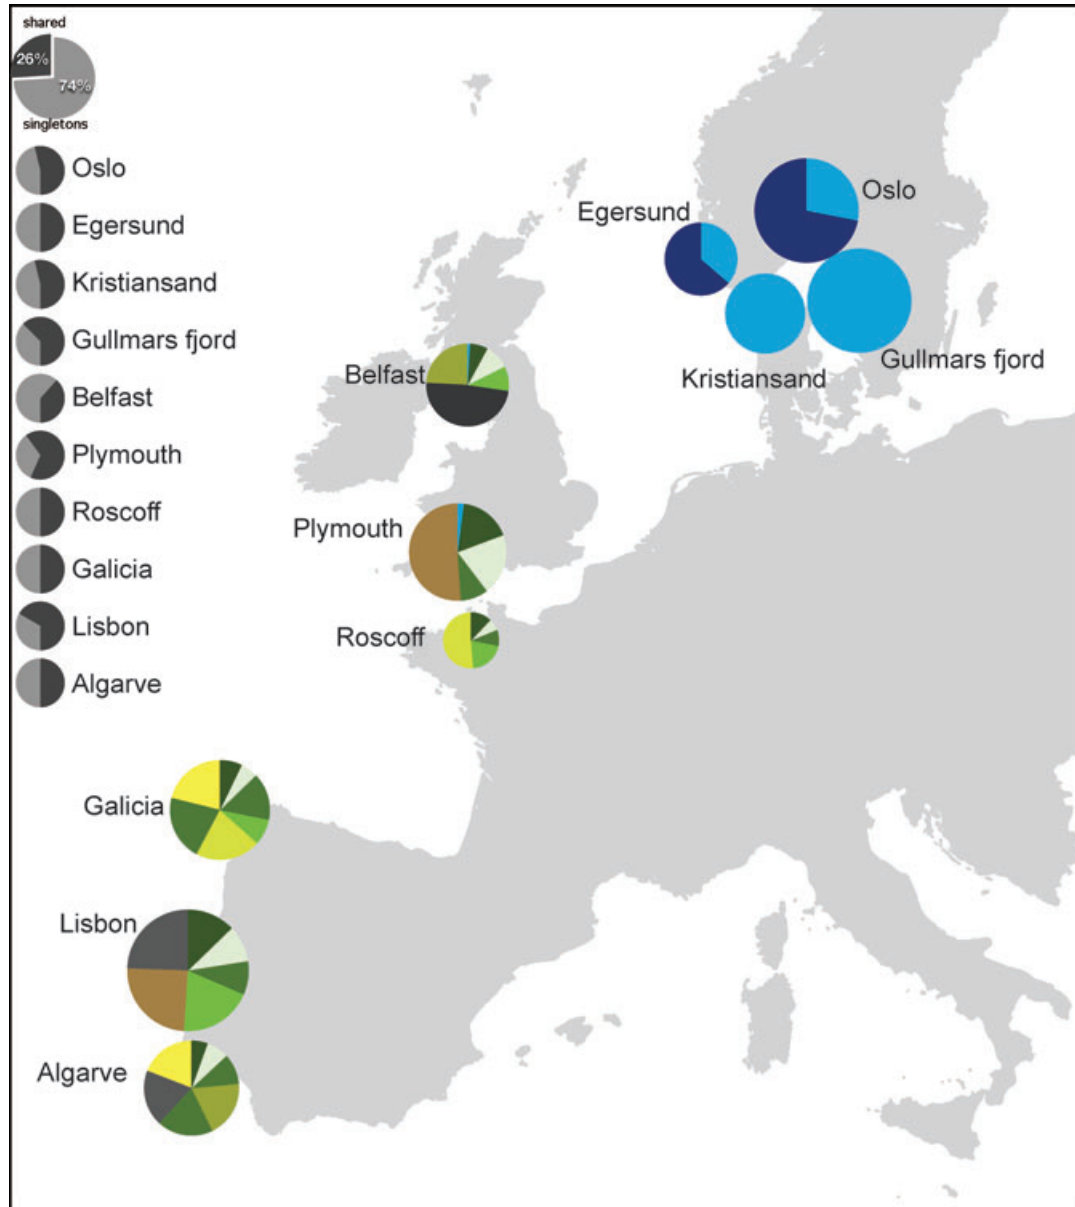 shared
26%
74%
singletons
Oslo
Egersund
Kristiansand
Gullmars fjord
Belfast
Plymouth
Roscoff
Galicia
Lisbon
Algarve
Oslo
Egersund
Kristiansand
Gullmars fjord
Belfast
Plymouth
Roscoff
Galicia
Lisbon
Algarve